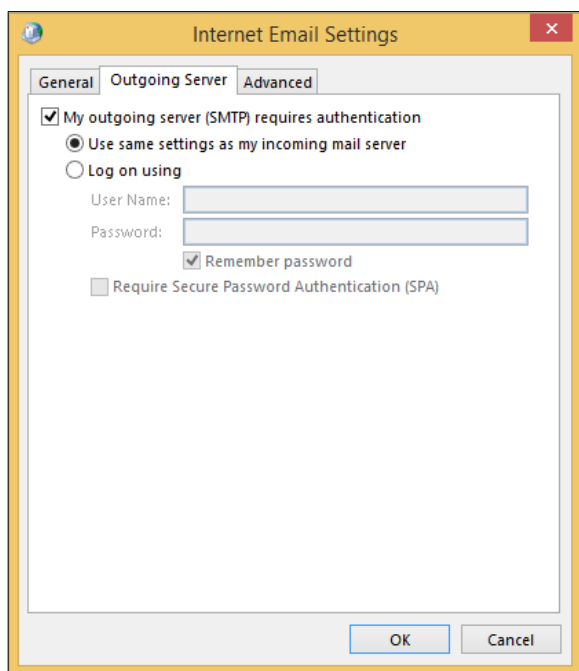 Internet Email Settings
General Outgoing Server Advanced
My outgoing server (SMTP) requires authentication
Use same settings as my incoming mail server
Log on using
User Name:
Password:
Remember password
Require Secure Password Authentication (SPA)
OK Cancel